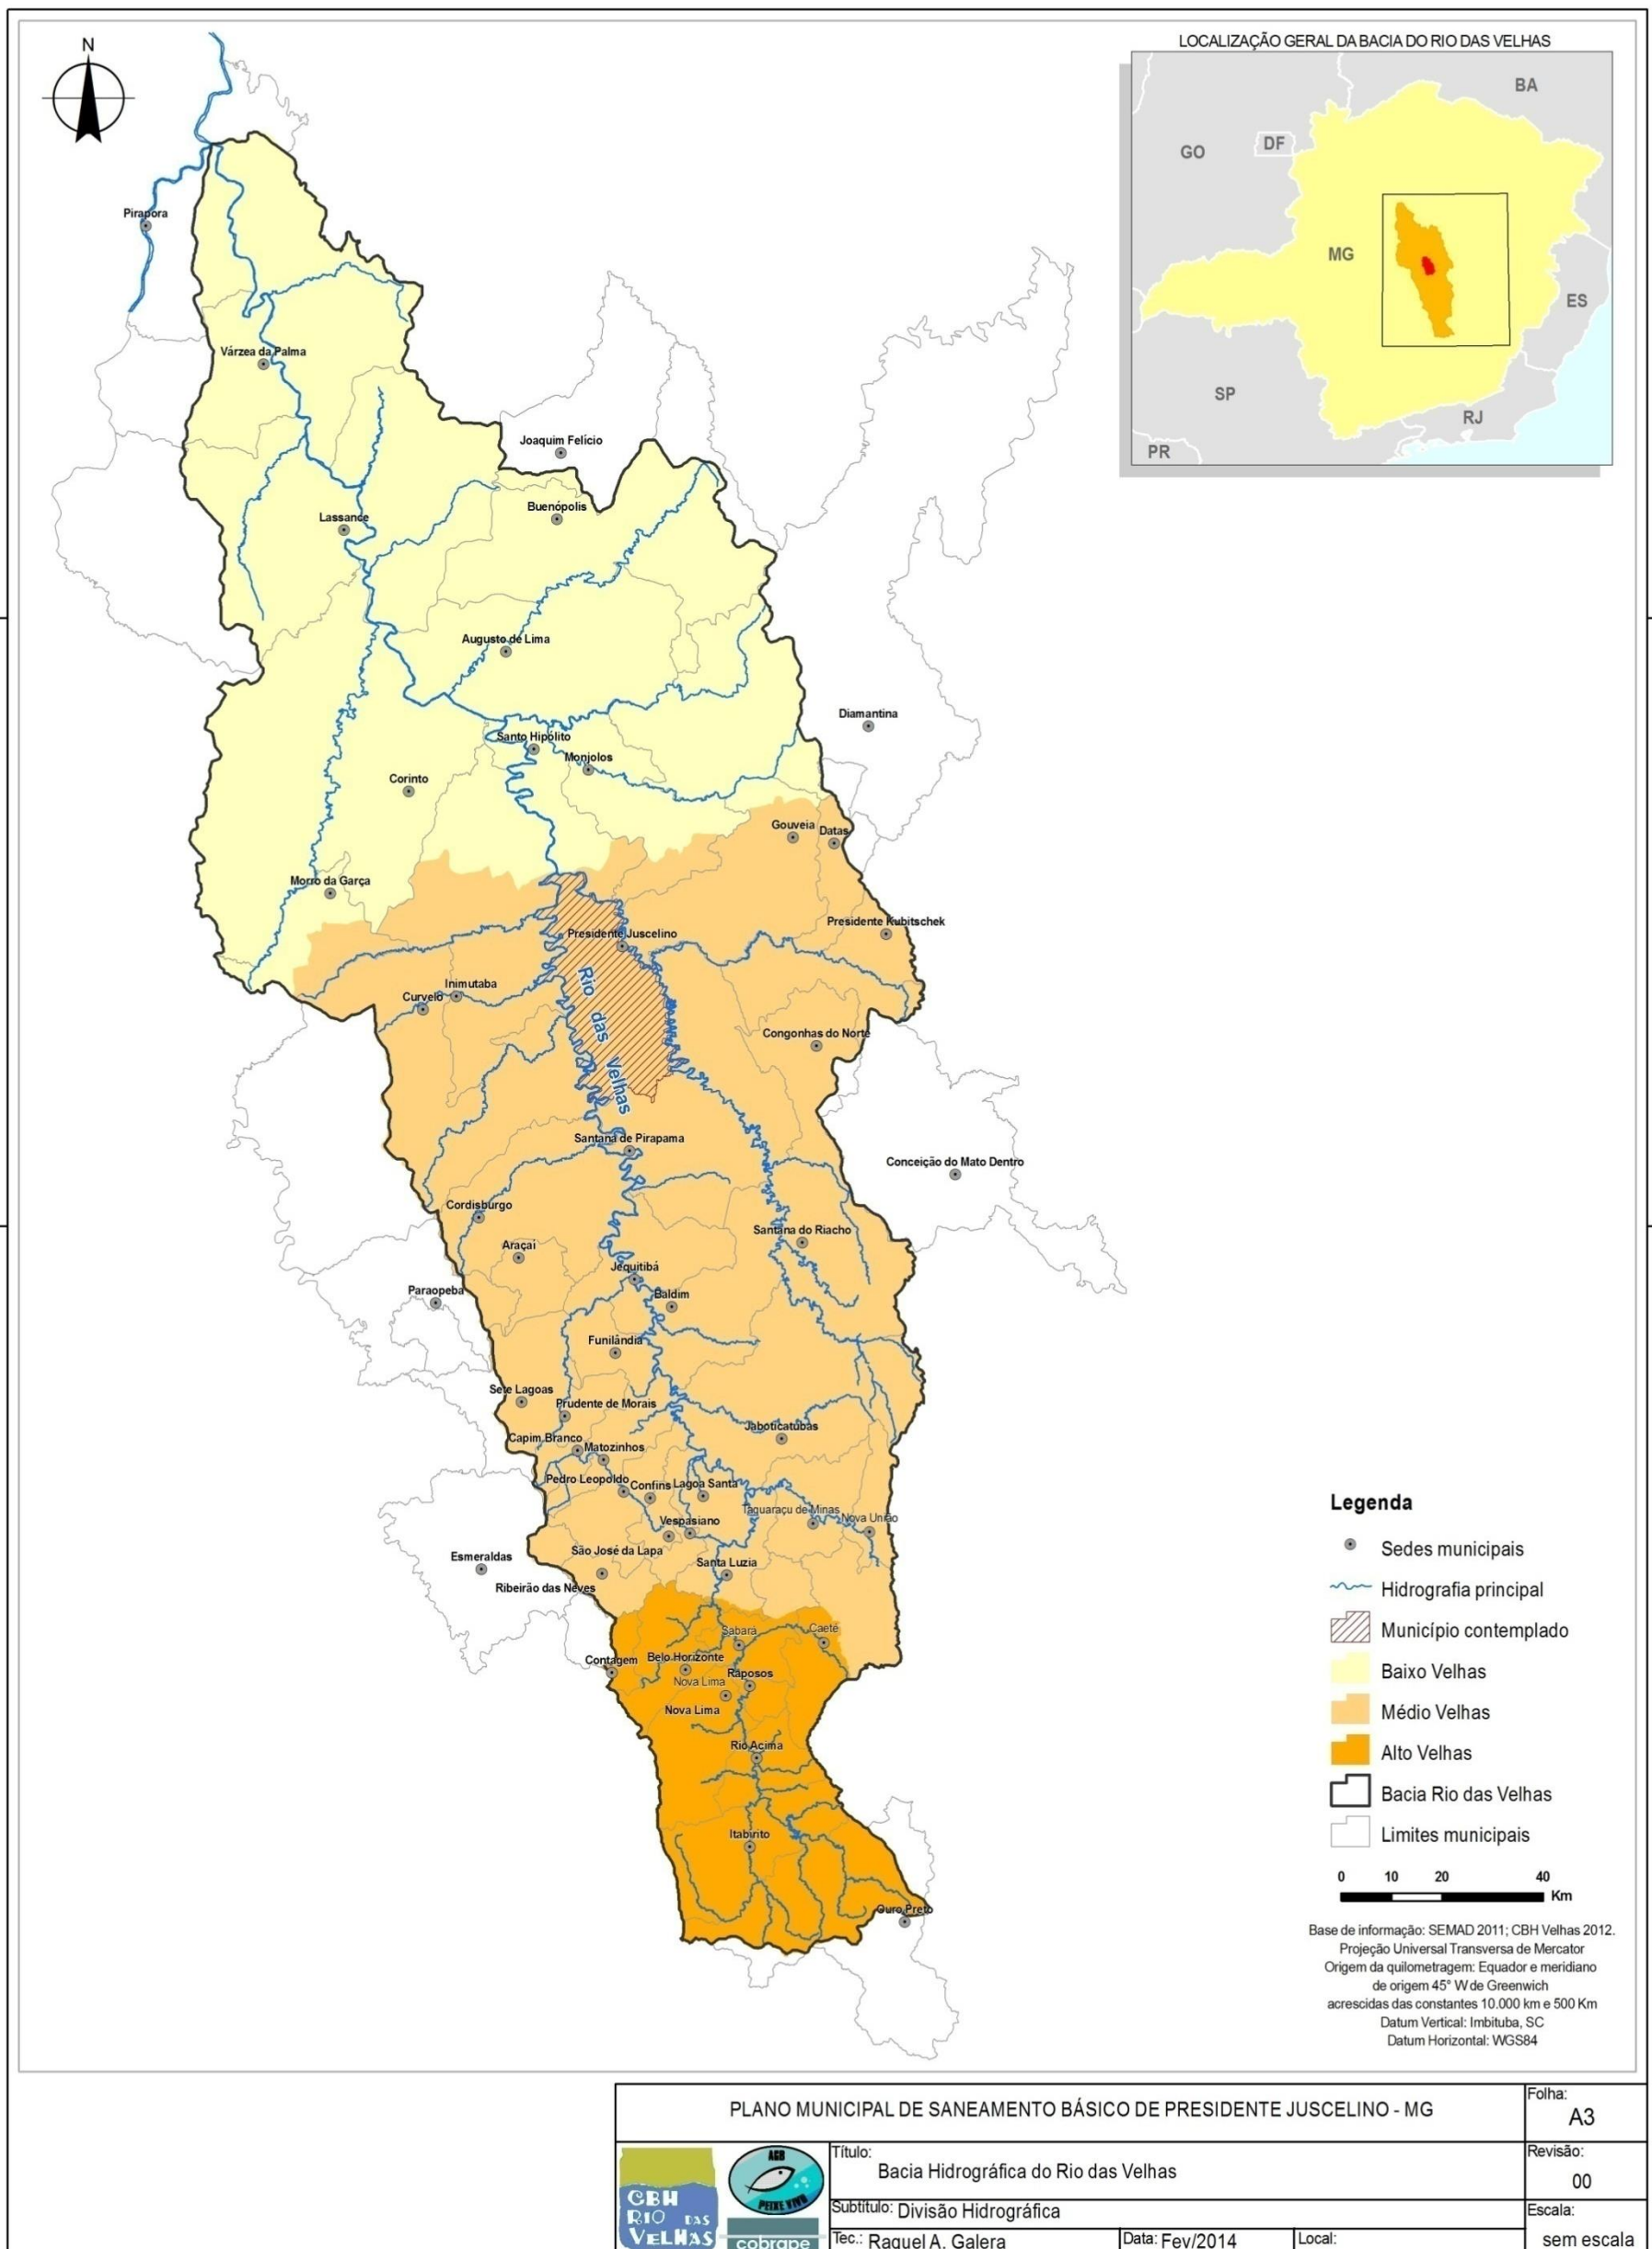 LOCALIZAÇÃO GERAL DA BACIA DO RIO DAS VELHAS
N
BA
DF
GO
MG
ES
SP
RJ
PR
Pirapora
Várzea da Palma
Joaquim Felício
Buenópolis
Lassance
Augusto de Lima
Diamantina
Santo Hipólito
Monjolos
Corinto
Gouveia
Datas
Morro da Garça
Presidente Kubitschek
Presidente Juscelino
Rio das Velhas
Inimutaba
Curvelo
Congonhas do Norte
Santana de Pirapama
Conceição do Mato Dentro
Cordisburgo
Santana do Riacho
Araçaí
Jequitibá
Paraopeba
Baldim
Funilândia
Sete Lagoas
Prudente de Morais
Jaboticatubas
Capim Branco
Matozinhos
Pedro Leopoldo
Confins
Lagoa Santa
Taquaraçu de Minas
Nova União
Vespasiano
São José da Lapa
Esmeraldas
Santa Luzia
Ribeirão das Neves
Sabará
Caeté
Contagem
Belo Horizonte
Raposos
Nova Lima
Nova Lima
Rio Acima
Itabirito
Ouro Preto
Legenda
Sedes municipais
Hidrografia principal
Município contemplado
Baixo Velhas
Médio Velhas
Alto Velhas
Bacia Rio das Velhas
Limites municipais
0 10 20 40
Km
Base de informação: SEMAD 2011; CBH Velhas 2012.
Projeção Universal Transversa de Mercator
Origem da quilometragem: Equador e meridiano
de origem 45° W de Greenwich
acrescidas das constantes 10.000 km e 500 Km
Datum Vertical: Imbituba, SC
Datum Horizontal: WGS84
PLANO MUNICIPAL DE SANEAMENTO BÁSICO DE PRESIDENTE JUSCELINO - MG
Folha:
A3
CBH
RIO DAS
VELHAS
AGB
PEIXE VIVO
cobrape
Título:
Bacia Hidrográfica do Rio das Velhas
Revisão:
00
Subtítulo: Divisão Hidrográfica
Escala:
sem escala
Tec.: Raquel A. Galera
Data: Fev/2014
Local: